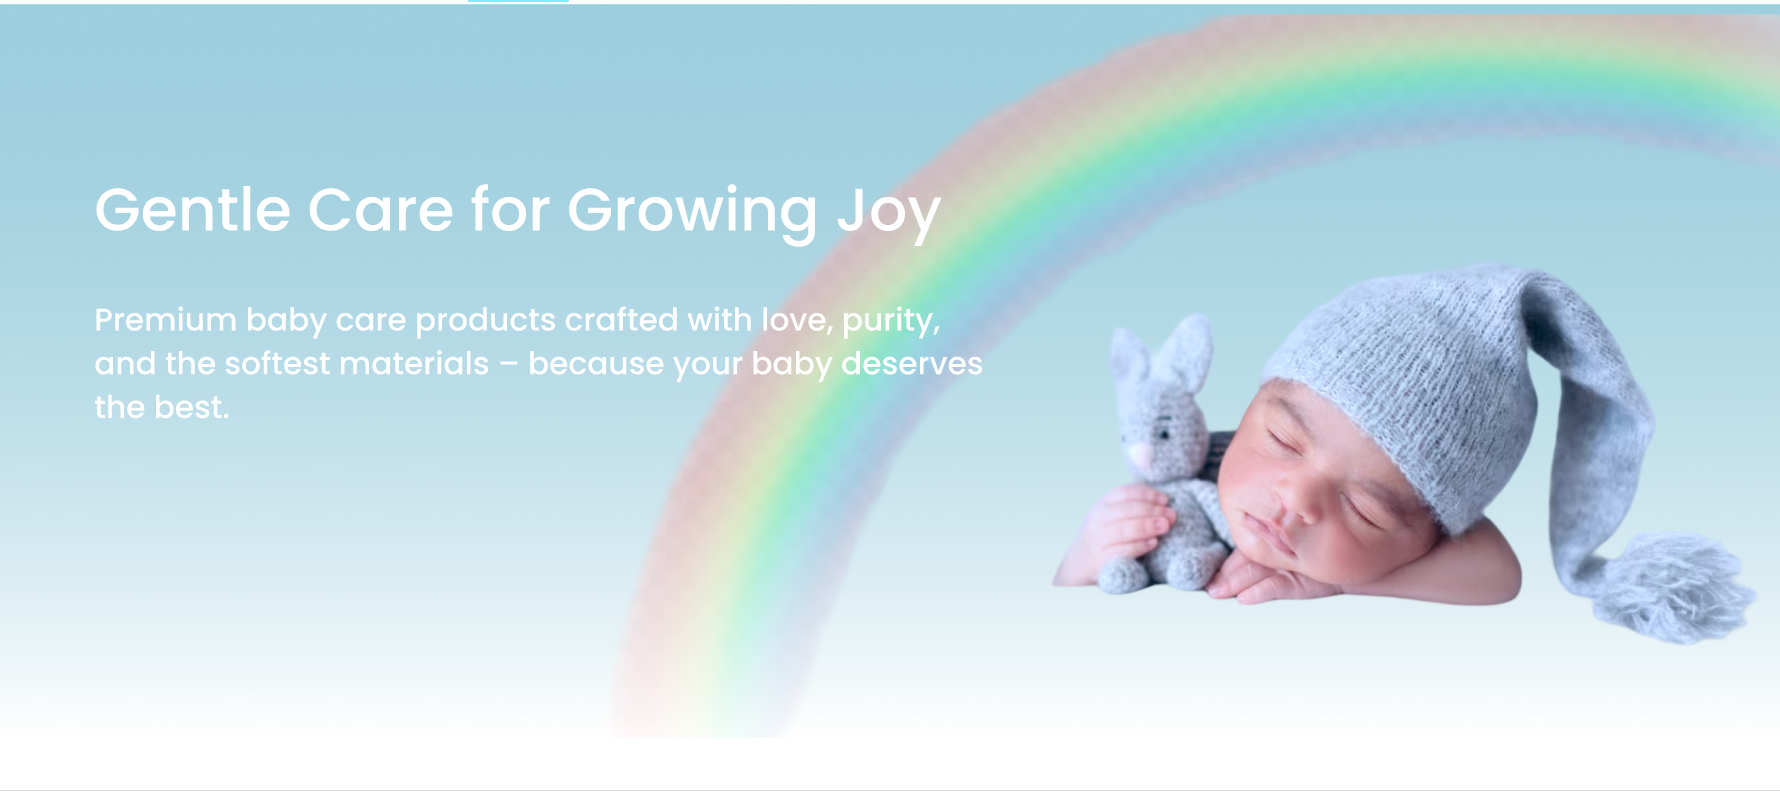 Gentle Care for Growing Joy
Premium baby care products crafted with love, purity,
and the softest materials – because your baby deserves
the best.